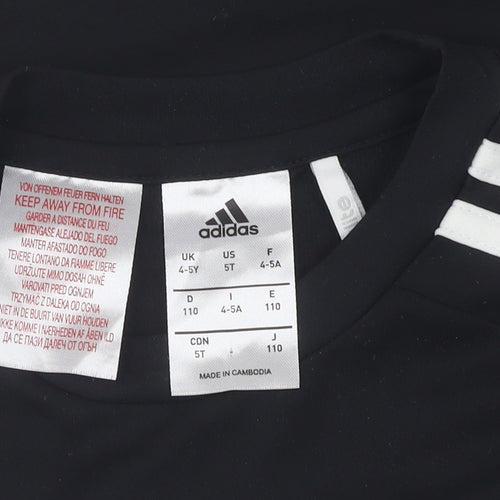 VON OFFENEM FEUER FERN HALTEN
KEEP AWAY FROM FIRE
GARDER A DISTANCE DU FEU
MANTENGASE ALEJADO DEL FUEGO
MANTER AFASTADO DO FOGO
TENERE LONTANO DA FIAMME LIBERE
UDRŽUJTE MIMO DOSAH OHNĚ
VAROVATI PRED OGNJEM
TRZYMAĆ Z DALEKA OD OGNIA
NIET IN DE BUURT VAN VUUR HOUDEN
IKKE KOMME I NÆRHEDEN AF ÅBEN ILD
ДА СЕ ПАЗИ ДАЛЕЧ ОТ ОГЪН
adidas
UK US F
4-5Y 5T 4-5A
D I E
110 4-5A 110
CDN J
5T - 110
MADE IN CAMBODIA